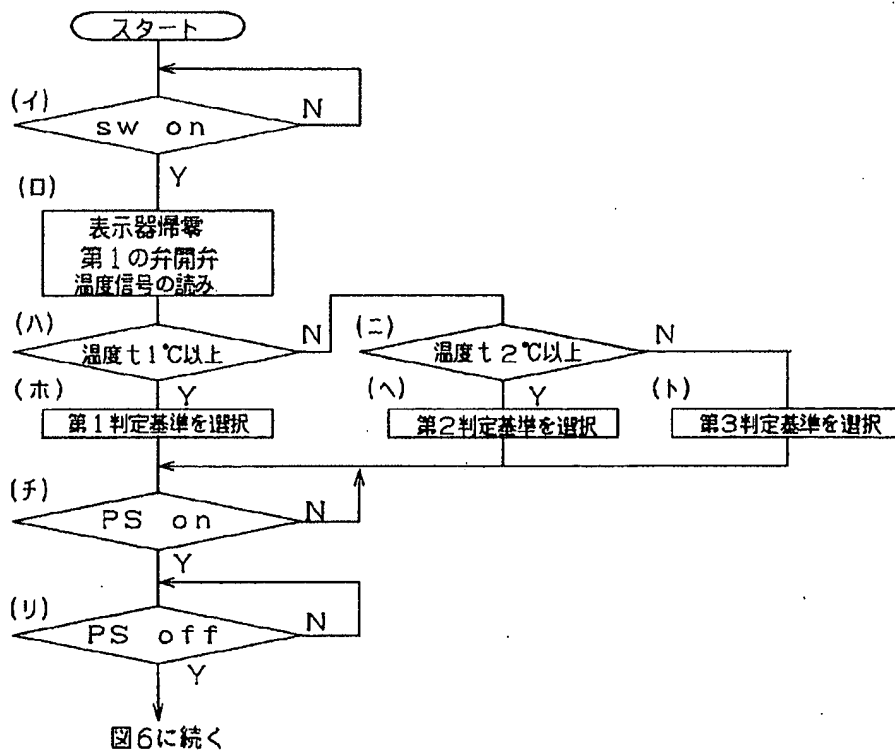 スタート
(イ)
sw on
N
Y
(ロ)
表示器帰零
第1の弁開弁
温度信号の読み
(ハ)
温度t1℃以上
N
Y
(ニ)
温度t2℃以上
N
Y
(ホ)
第1判定基準を選択
(ヘ)
第2判定基準を選択
(ト)
第3判定基準を選択
(チ)
PS on
N
Y
(リ)
PS off
N
Y
図6に続く